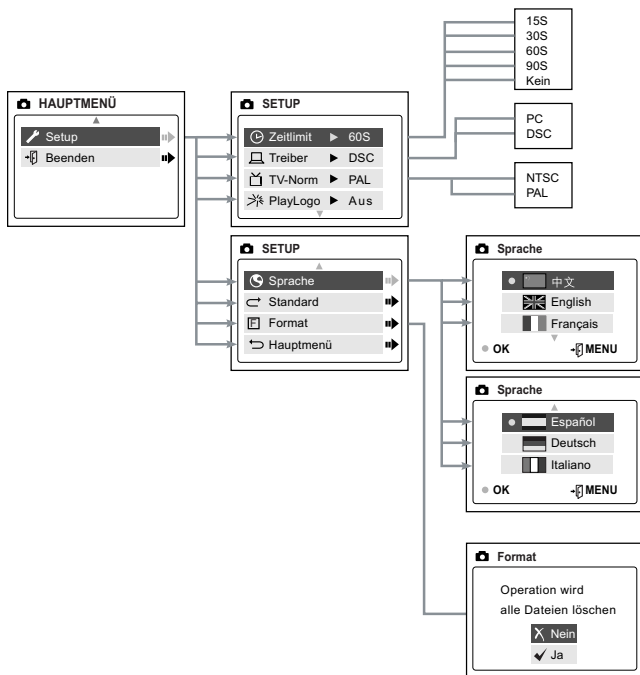 HAUPTMENÜ
Setup
Beenden
SETUP
Zeitlimit 60S
Treiber DSC
TV-Norm PAL
PlayLogo Aus
15S
30S
60S
90S
Kein
PC
DSC
NTSC
PAL
SETUP
Sprache
Standard
F Format
Hauptmenü
Sprache
中文
English
Français
OK MENU
Sprache
Español
Deutsch
Italiano
OK MENU
Format
Operation wird
alle Dateien löschen
Nein
Ja